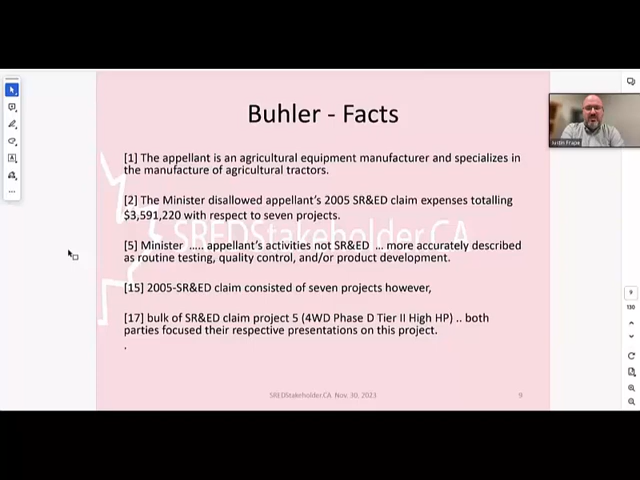 Buhler - Facts
[1] The appellant is an agricultural equipment manufacturer and specializes in
the manufacture of agricultural tractors.
[2] The Minister disallowed appellant's 2005 SR&ED claim expenses totalling
$3,591,220 with respect to seven projects.
SREDStakeholder.CA
[5] Minister ..... appellant's activities not SR&ED ... more accurately described
as routine testing, quality control, and/or product development.
[15] 2005-SR&ED claim consisted of seven projects however,
[17] bulk of SR&ED claim project 5 (4WD Phase D Tier II High HP) .. both
parties focused their respective presentations on this project.
.
SREDStakeholder.CA. Nov. 30, 2023
9
Justin Frape
9
130